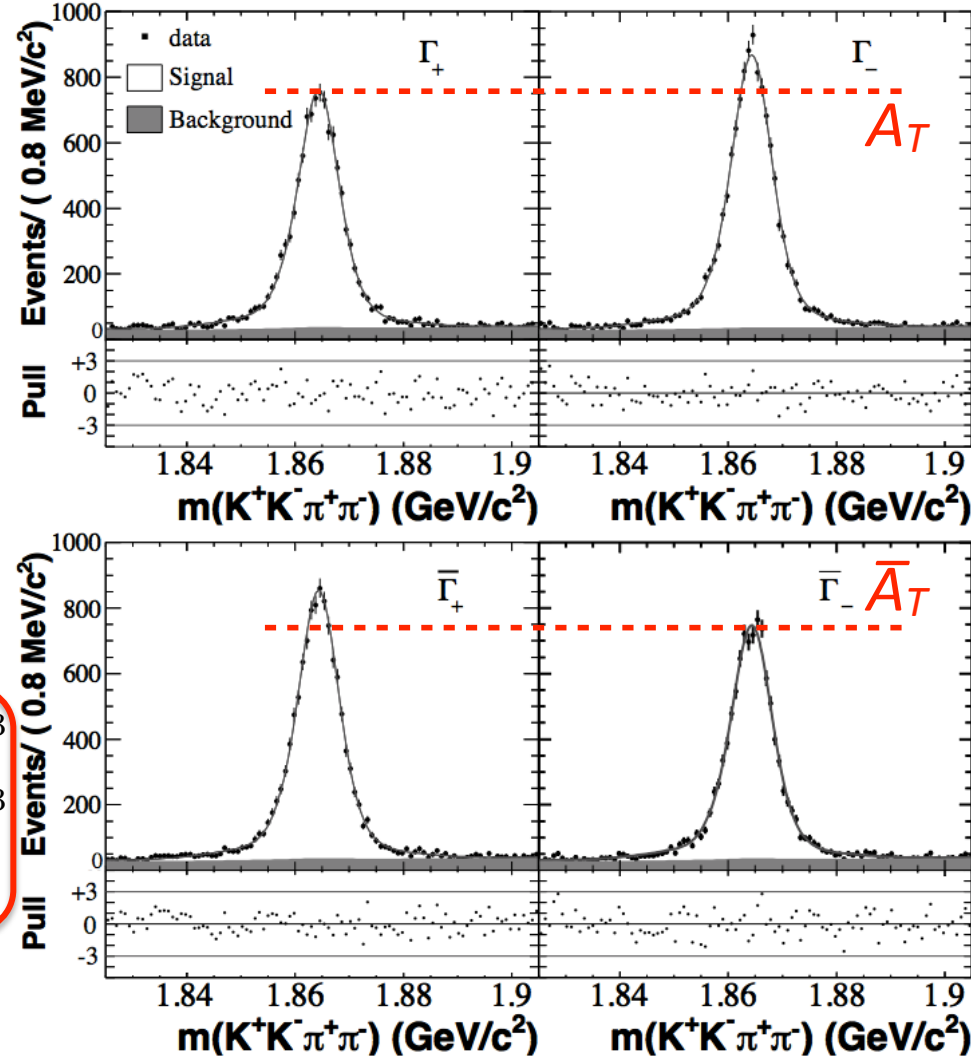 1000
800
600
400
200
0
Events/ ( 0.8 MeV/c²)
data
Signal
Background
Γ₊
Γ₋
A_T
+3
0
-3
Pull
1.84 1.86 1.88 1.9
1.84 1.86 1.88 1.9
m(K⁺K⁻π⁺π⁻) (GeV/c²)
m(K⁺K⁻π⁺π⁻) (GeV/c²)
1000
800
600
400
200
0
Events/ ( 0.8 MeV/c²)
Γ̅₊
Γ̅₋
A̅_T
+3
0
-3
Pull
1.84 1.86 1.88 1.9
1.84 1.86 1.88 1.9
m(K⁺K⁻π⁺π⁻) (GeV/c²)
m(K⁺K⁻π⁺π⁻) (GeV/c²)